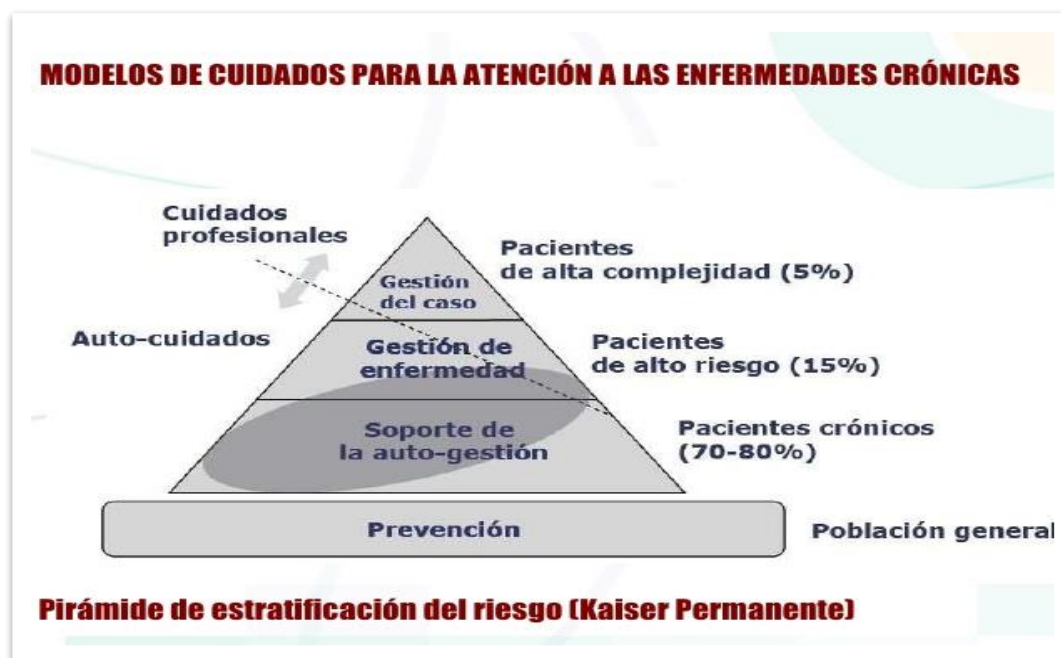 MODELOS DE CUIDADOS PARA LA ATENCIÓN A LAS ENFERMEDADES CRÓNICAS
Cuidados
profesionales
Pacientes
de alta complejidad (5%)
Gestión
del caso
Auto-cuidados
Gestión de
enfermedad
Pacientes
de alto riesgo (15%)
Soporte de
la auto-gestión
Pacientes crónicos
(70-80%)
Prevención
Población general
Pirámide de estratificación del riesgo (Kaiser Permanente)